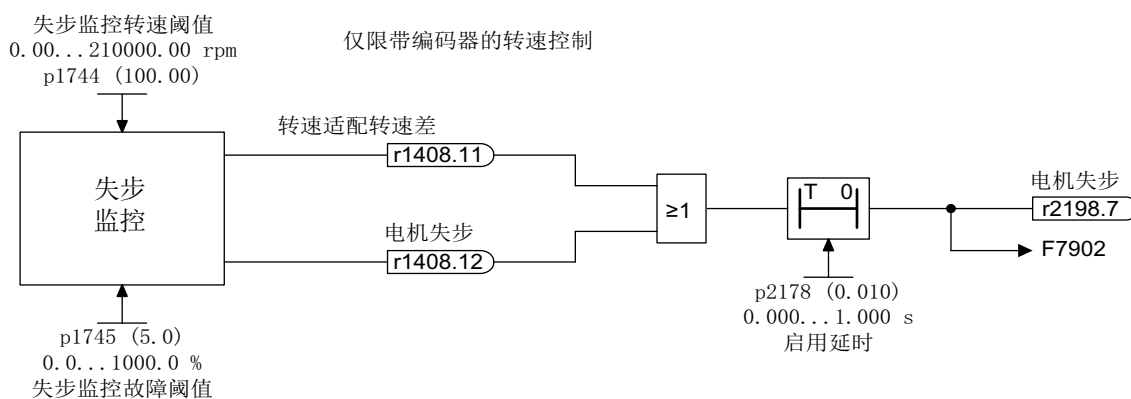 失步监控转速阈值
0.00...210000.00 rpm
p1744 (100.00)
仅限带编码器的转速控制
转速适配转速差
r1408.11
失步
监控
≥1
T 0
电机失步
r2198.7
电机失步
r1408.12
F7902
p1745 (5.0)
0.0...1000.0 %
失步监控故障阈值
p2178 (0.010)
0.000...1.000 s
启用延时